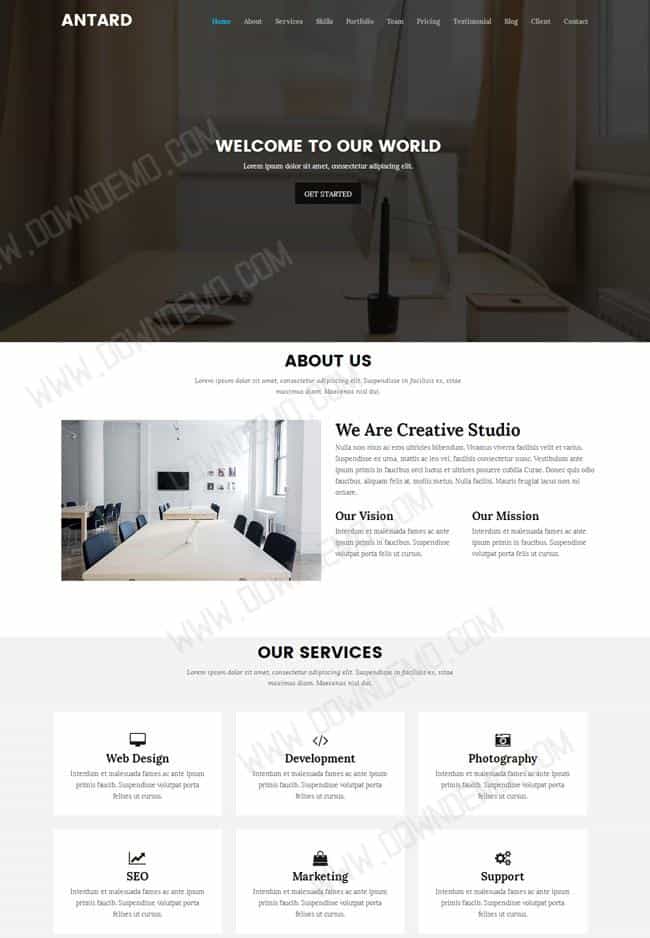 ANTARD
Home About Services Skills Portfolio Team Pricing Testimonial Blog Client Contact
WELCOME TO OUR WORLD
Lorem ipsum dolor sit amet, consectetur adipiscing elit.
GET STARTED
WWW.DOWNDEMO.COM
WWW.DOWNDEMO.COM
ABOUT US
Lorem ipsum dolor sit amet, consectetur adipiscing elit. Suspendisse in facilisis ex, vitae
maximus diam. Maecenas nisl dui.
We Are Creative Studio
Nulla non risus ac eros ultricies bibendum. Vivamus viverra facilisis velit et varius.
Suspendisse ex urna, mattis ac leo vel, facilisis consectetur nunc. Vestibulum ante
ipsum primis in faucibus orci luctus et ultrices posuere cubilia Curae. Donec quis odio
faucibus, aliquam felis at, mollis metus. Nulla facilisi. Mauris feugiat lacus non mi
ornare.
Our Vision Our Mission
Interdum et malesuada fames ac ante Interdum et malesuada fames ac ante
ipsum primis in faucibus. Suspendisse ipsum primis in faucibus. Suspendisse
volutpat porta felis ut cursus. volutpat porta felis ut cursus.
WWW.DOWNDEMO.COM
OUR SERVICES
Lorem ipsum dolor sit amet, consectetur adipiscing elit. Suspendisse in facilisis ex, vitae
maximus diam. Maecenas nisl dui.
WWW.DOWNDEMO.COM
Web Design Development Photography
Interdum et malesuada fames ac ante ipsum Interdum et malesuada fames ac ante ipsum Interdum et malesuada fames ac ante ipsum
primis faucib. Suspendisse volutpat porta primis faucib. Suspendisse volutpat porta primis faucib. Suspendisse volutpat porta
felises ut cursus. felises ut cursus. felises ut cursus.
WWW.DOWNDEMO.COM
SEO Marketing Support
Interdum et malesuada fames ac ante ipsum Interdum et malesuada fames ac ante ipsum Interdum et malesuada fames ac ante ipsum
primis faucib. Suspendisse volutpat porta primis faucib. Suspendisse volutpat porta primis faucib. Suspendisse volutpat porta
felises ut cursus. felises ut cursus. felises ut cursus.